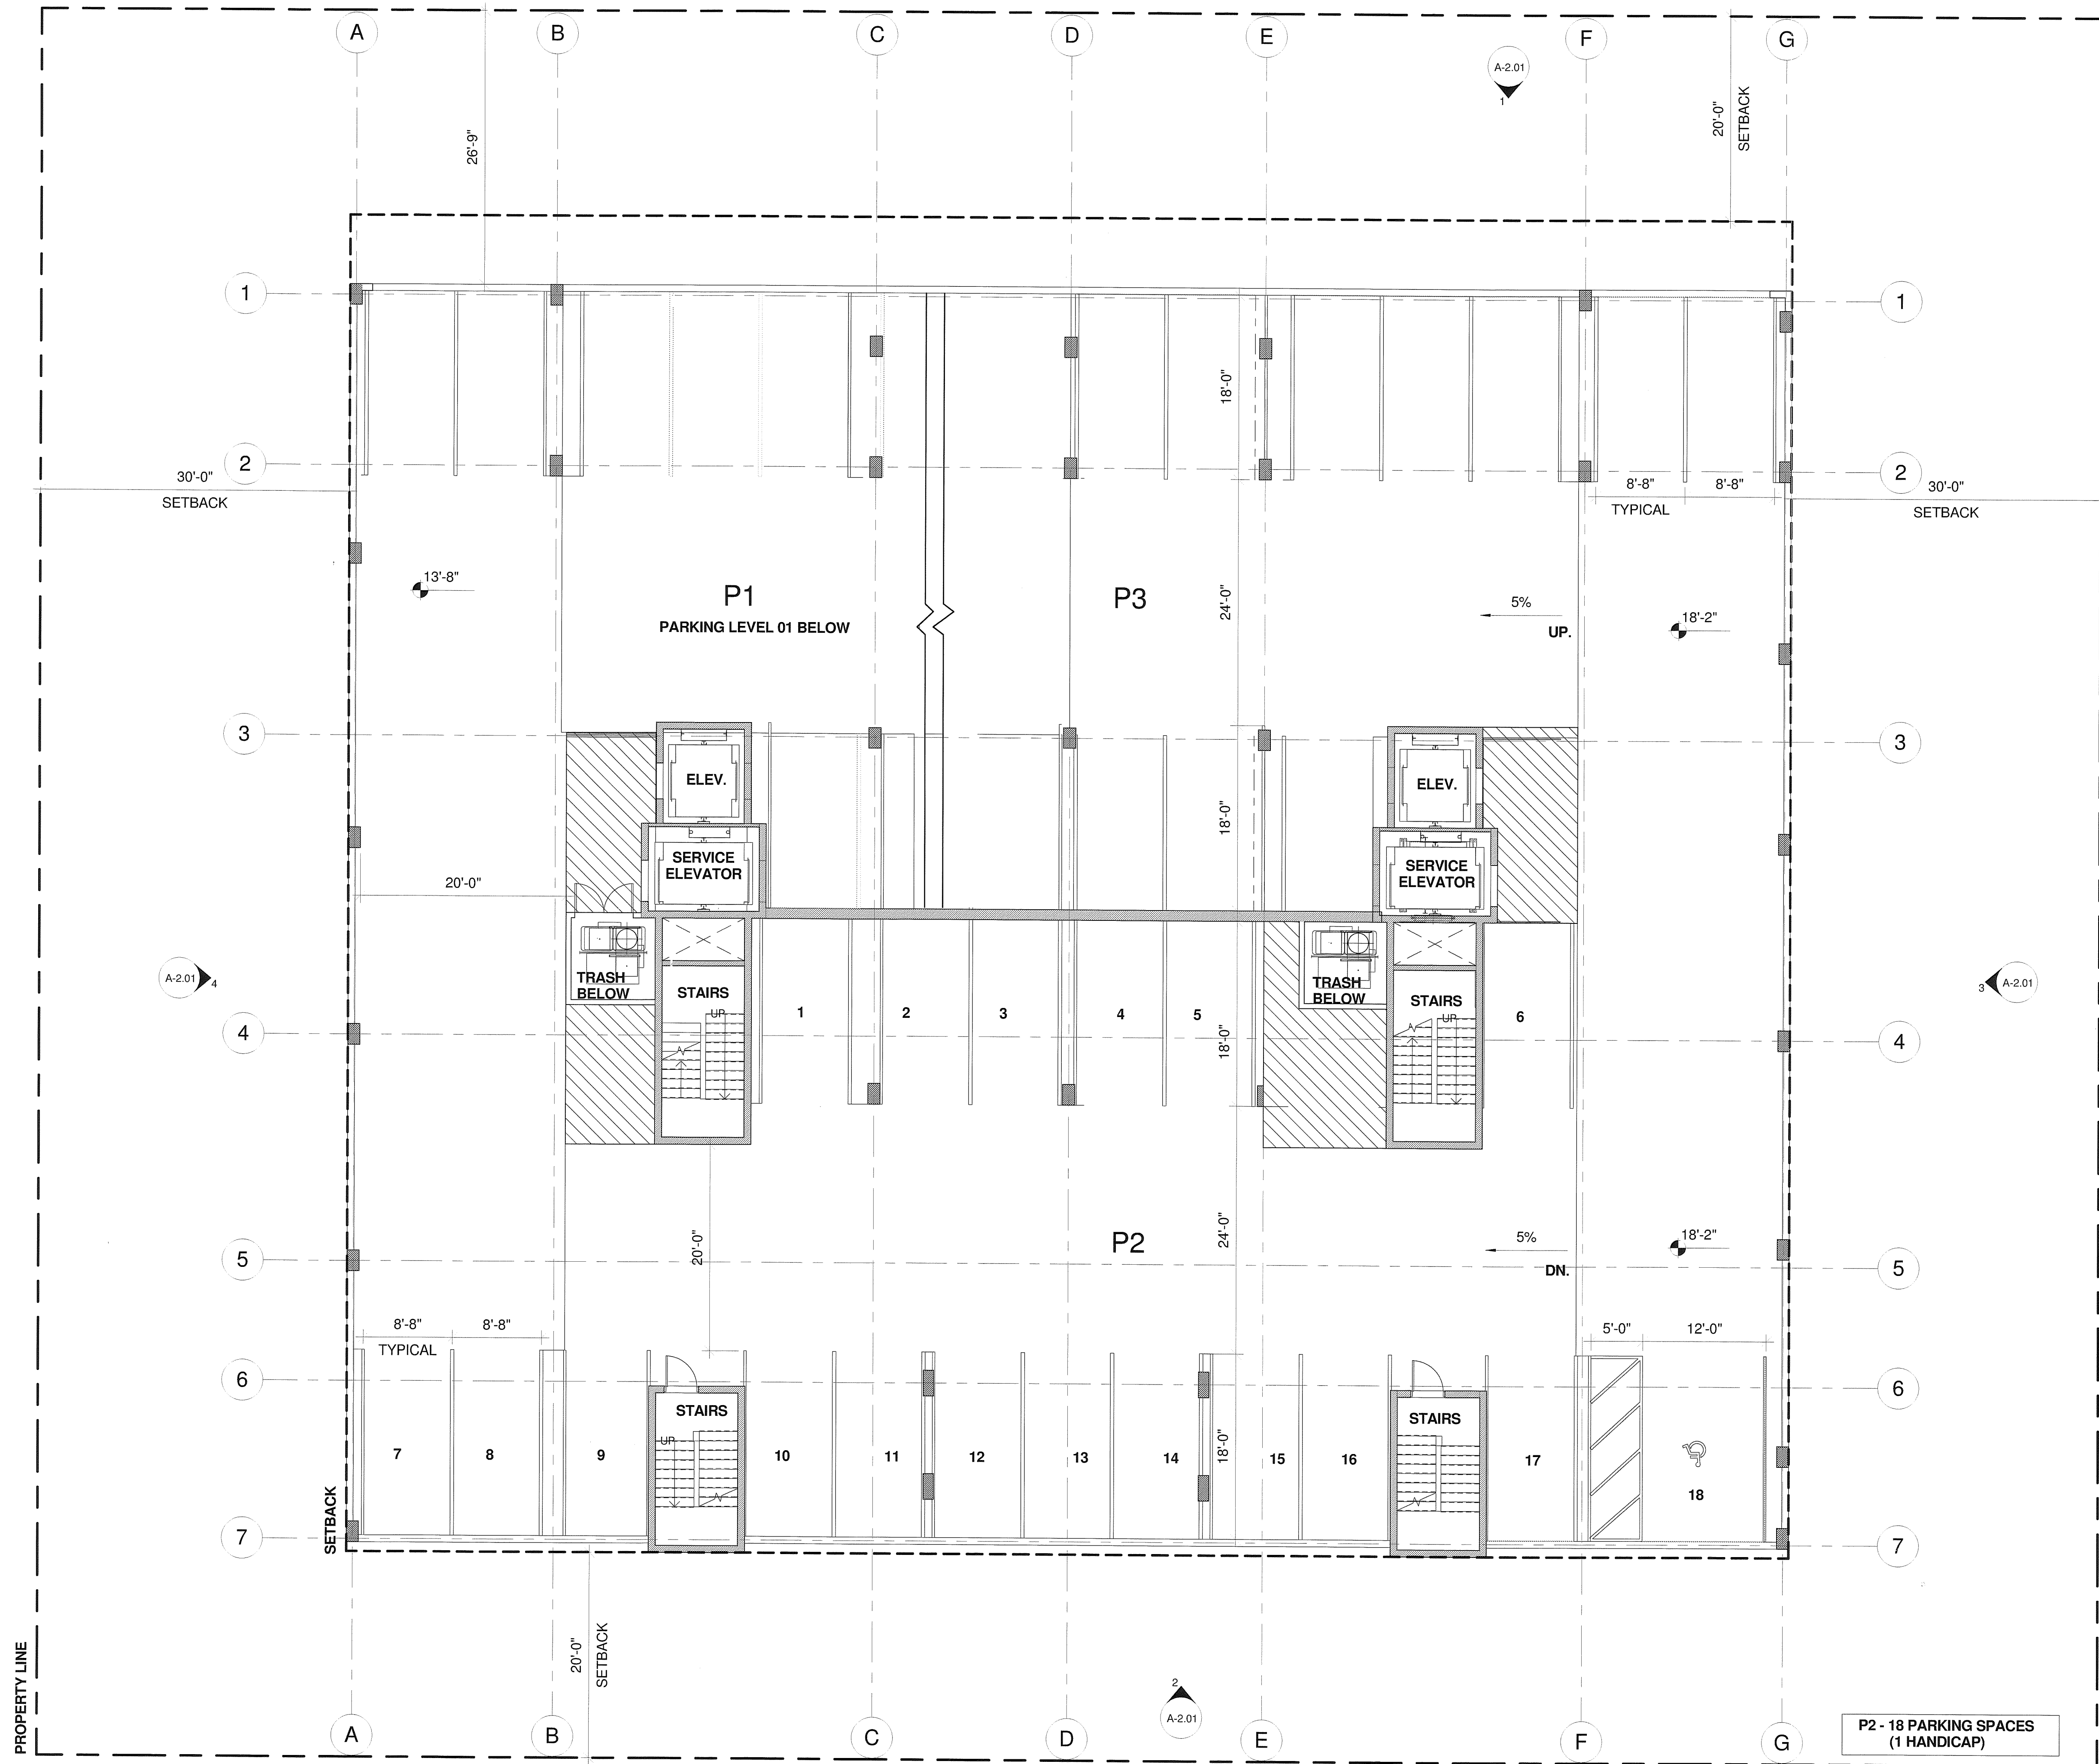 A
B
C
D
E
F
G
A-2.01
1
26'-9"
20'-0"
SETBACK
1
1
18'-0"
2
2
30'-0"
SETBACK
8'-8"
8'-8"
TYPICAL
30'-0"
SETBACK
13'-8"
P1
PARKING LEVEL 01 BELOW
P3
24'-0"
5%
UP.
18'-2"
3
3
ELEV.
ELEV.
18'-0"
SERVICE
ELEVATOR
SERVICE
ELEVATOR
20'-0"
A-2.01
4
TRASH
BELOW
STAIRS
UP
1
2
3
4
5
18'-0"
TRASH
BELOW
STAIRS
UP
6
3
A-2.01
4
4
20'-0"
P2
24'-0"
5%
DN.
18'-2"
5
5
8'-8"
8'-8"
TYPICAL
5'-0"
12'-0"
6
6
STAIRS
UP
STAIRS
7
8
9
10
11
12
13
14
18'-0"
15
16
17
18
SETBACK
7
7
20'-0"
SETBACK
PROPERTY LINE
2
A-2.01
A
B
C
D
E
F
G
P2 - 18 PARKING SPACES
(1 HANDICAP)